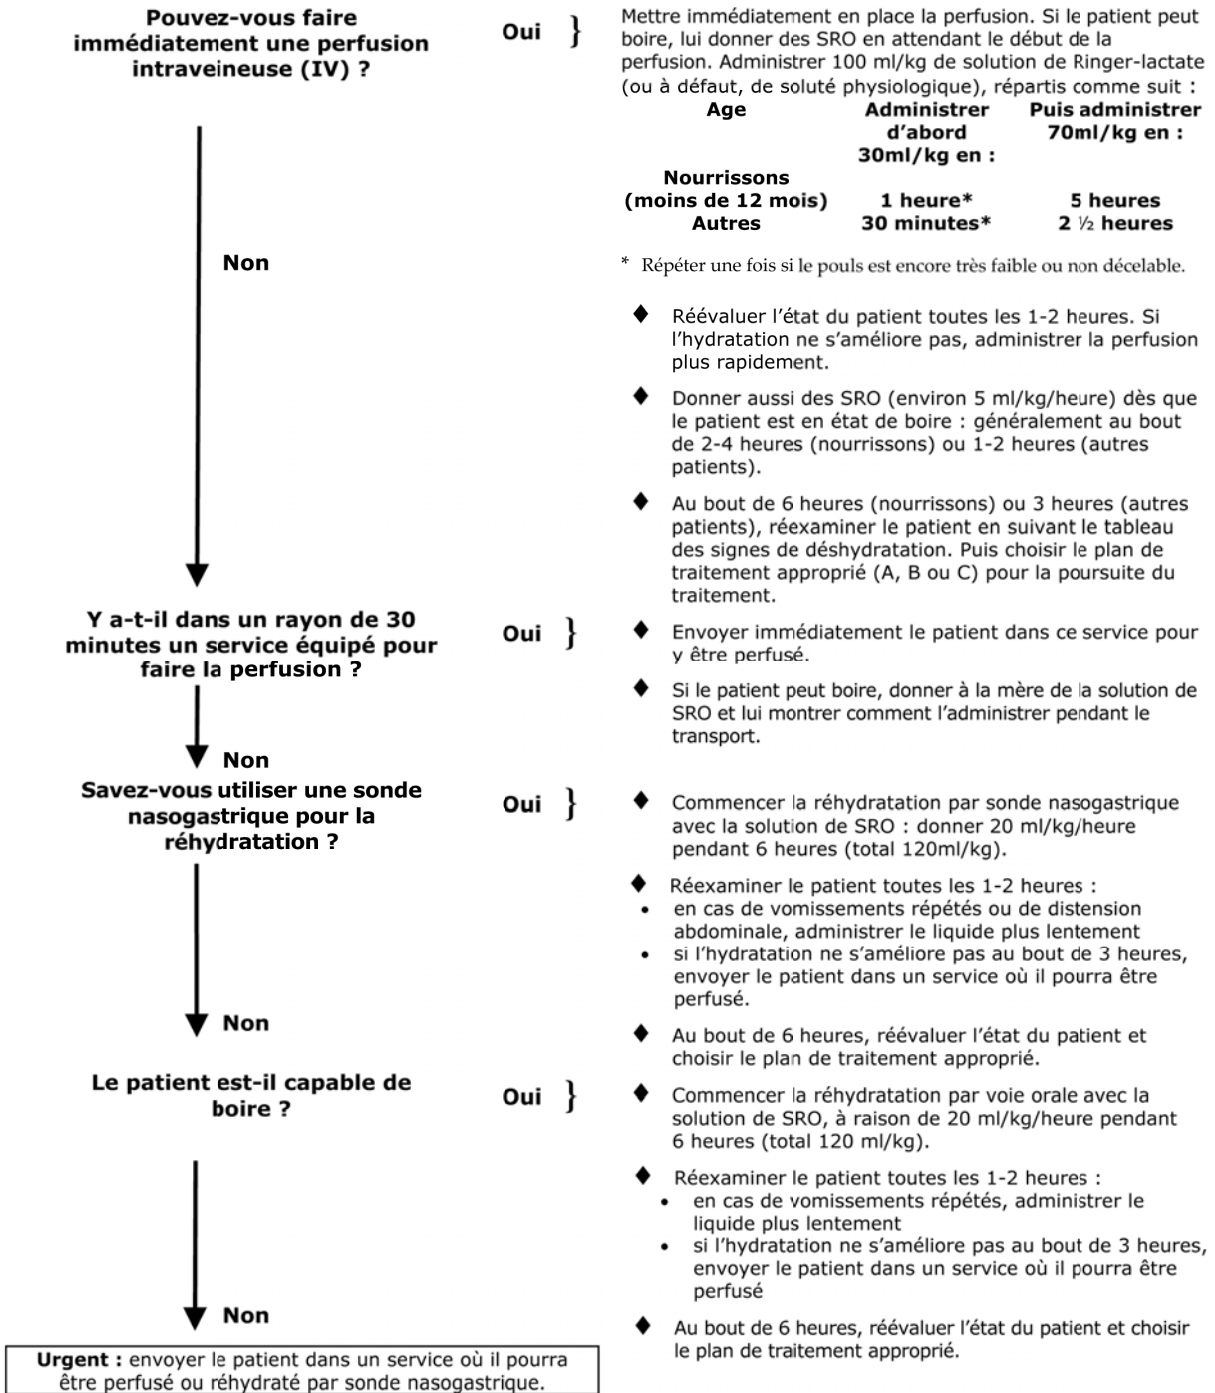 Pouvez-vous faire
immédiatement une perfusion
intraveineuse (IV) ?
Oui }
Mettre immédiatement en place la perfusion. Si le patient peut
boire, lui donner des SRO en attendant le début de la
perfusion. Administrer 100 ml/kg de solution de Ringer-lactate
(ou à défaut, de soluté physiologique), répartis comme suit :
Age Administrer Puis administrer
d'abord 70ml/kg en :
30ml/kg en :
Nourrissons
(moins de 12 mois) 1 heure* 5 heures
Autres 30 minutes* 2 ½ heures
* Répéter une fois si le pouls est encore très faible ou non décelable.
Non
♦ Réévaluer l'état du patient toutes les 1-2 heures. Si
l'hydratation ne s'améliore pas, administrer la perfusion
plus rapidement.
♦ Donner aussi des SRO (environ 5 ml/kg/heure) dès que
le patient est en état de boire : généralement au bout
de 2-4 heures (nourrissons) ou 1-2 heures (autres
patients).
♦ Au bout de 6 heures (nourrissons) ou 3 heures (autres
patients), réexaminer le patient en suivant le tableau
des signes de déshydratation. Puis choisir le plan de
traitement approprié (A, B ou C) pour la poursuite du
traitement.
Y a-t-il dans un rayon de 30
minutes un service équipé pour
faire la perfusion ?
Oui }
♦ Envoyer immédiatement le patient dans ce service pour
y être perfusé.
♦ Si le patient peut boire, donner à la mère de la solution de
SRO et lui montrer comment l'administrer pendant le
transport.
Non
Savez-vous utiliser une sonde
nasogastrique pour la
réhydratation ?
Oui }
♦ Commencer la réhydratation par sonde nasogastrique
avec la solution de SRO : donner 20 ml/kg/heure
pendant 6 heures (total 120ml/kg).
♦ Réexaminer le patient toutes les 1-2 heures :
• en cas de vomissements répétés ou de distension
abdominale, administrer le liquide plus lentement
• si l'hydratation ne s'améliore pas au bout de 3 heures,
envoyer le patient dans un service où il pourra être
perfusé.
♦ Au bout de 6 heures, réévaluer l'état du patient et
choisir le plan de traitement approprié.
Non
Le patient est-il capable de
boire ?
Oui }
♦ Commencer la réhydratation par voie orale avec la
solution de SRO, à raison de 20 ml/kg/heure pendant
6 heures (total 120 ml/kg).
♦ Réexaminer le patient toutes les 1-2 heures :
• en cas de vomissements répétés, administrer le
liquide plus lentement
• si l'hydratation ne s'améliore pas au bout de 3 heures,
envoyer le patient dans un service où il pourra être
perfusé
♦ Au bout de 6 heures, réévaluer l'état du patient et choisir
le plan de traitement approprié.
Non
Urgent : envoyer le patient dans un service où il pourra
être perfusé ou réhydraté par sonde nasogastrique.